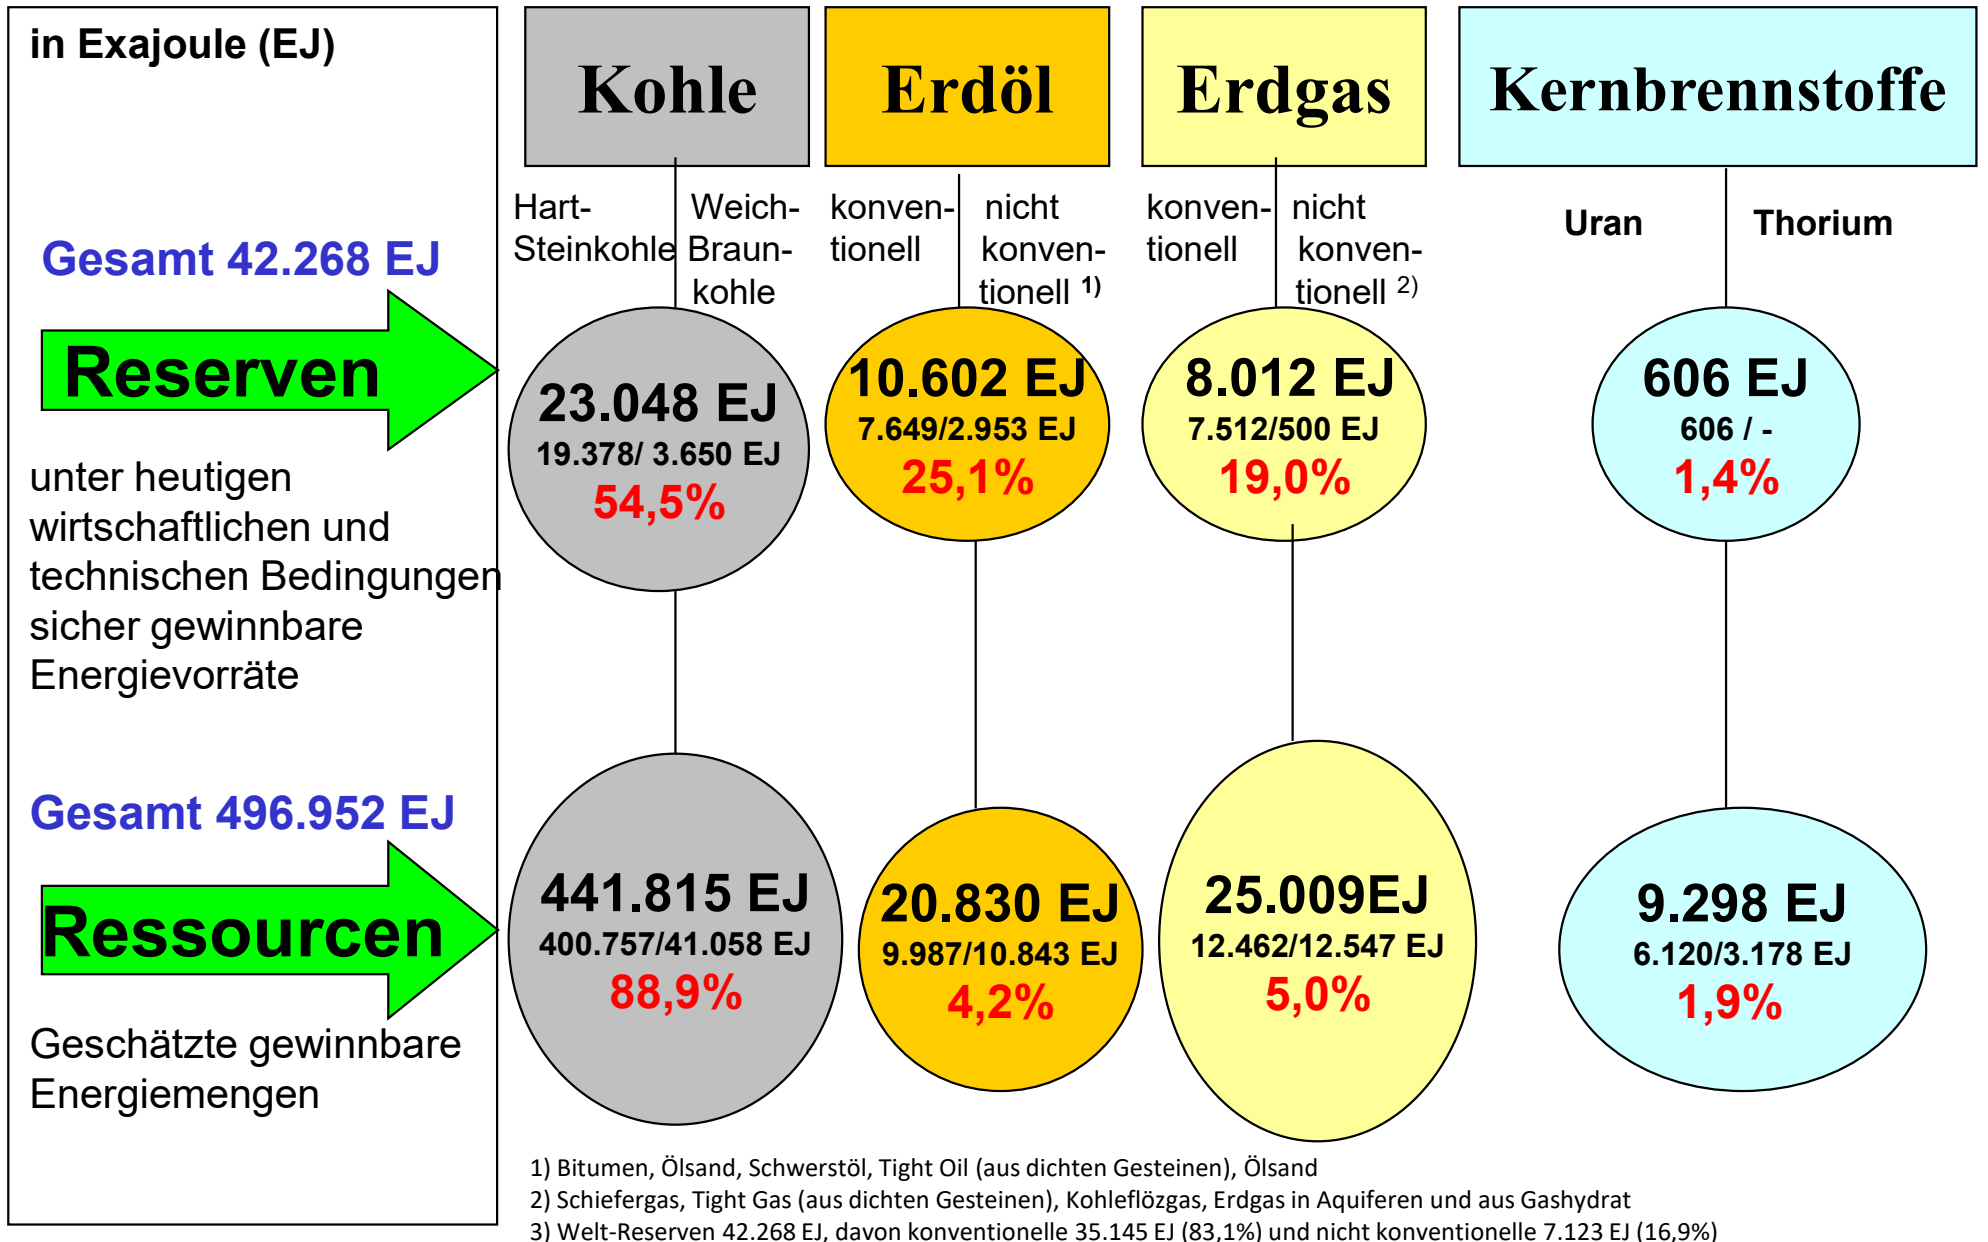 in Exajoule (EJ)
Kohle
Erdöl
Erdgas
Kernbrennstoffe
Hart-
Steinkohle
Weich-
Braun-
kohle
konven-
tionell
nicht
konven-
tionell 1)
konven-
tionell
nicht
konven-
tionell 2)
Uran
Thorium
Gesamt 42.268 EJ
Reserven
unter heutigen
wirtschaftlichen und
technischen Bedingungen
sicher gewinnbare
Energievorräte
23.048 EJ
19.378/ 3.650 EJ
54,5%
10.602 EJ
7.649/2.953 EJ
25,1%
8.012 EJ
7.512/500 EJ
19,0%
606 EJ
606 / -
1,4%
Gesamt 496.952 EJ
Ressourcen
Geschätzte gewinnbare
Energiemengen
441.815 EJ
400.757/41.058 EJ
88,9%
20.830 EJ
9.987/10.843 EJ
4,2%
25.009EJ
12.462/12.547 EJ
5,0%
9.298 EJ
6.120/3.178 EJ
1,9%
1) Bitumen, Ölsand, Schwerstöl, Tight Oil (aus dichten Gesteinen), Ölsand
2) Schiefergas, Tight Gas (aus dichten Gesteinen), Kohleflözgas, Erdgas in Aquiferen und aus Gashydrat
3) Welt-Reserven 42.268 EJ, davon konventionelle 35.145 EJ (83,1%) und nicht konventionelle 7.123 EJ (16,9%)